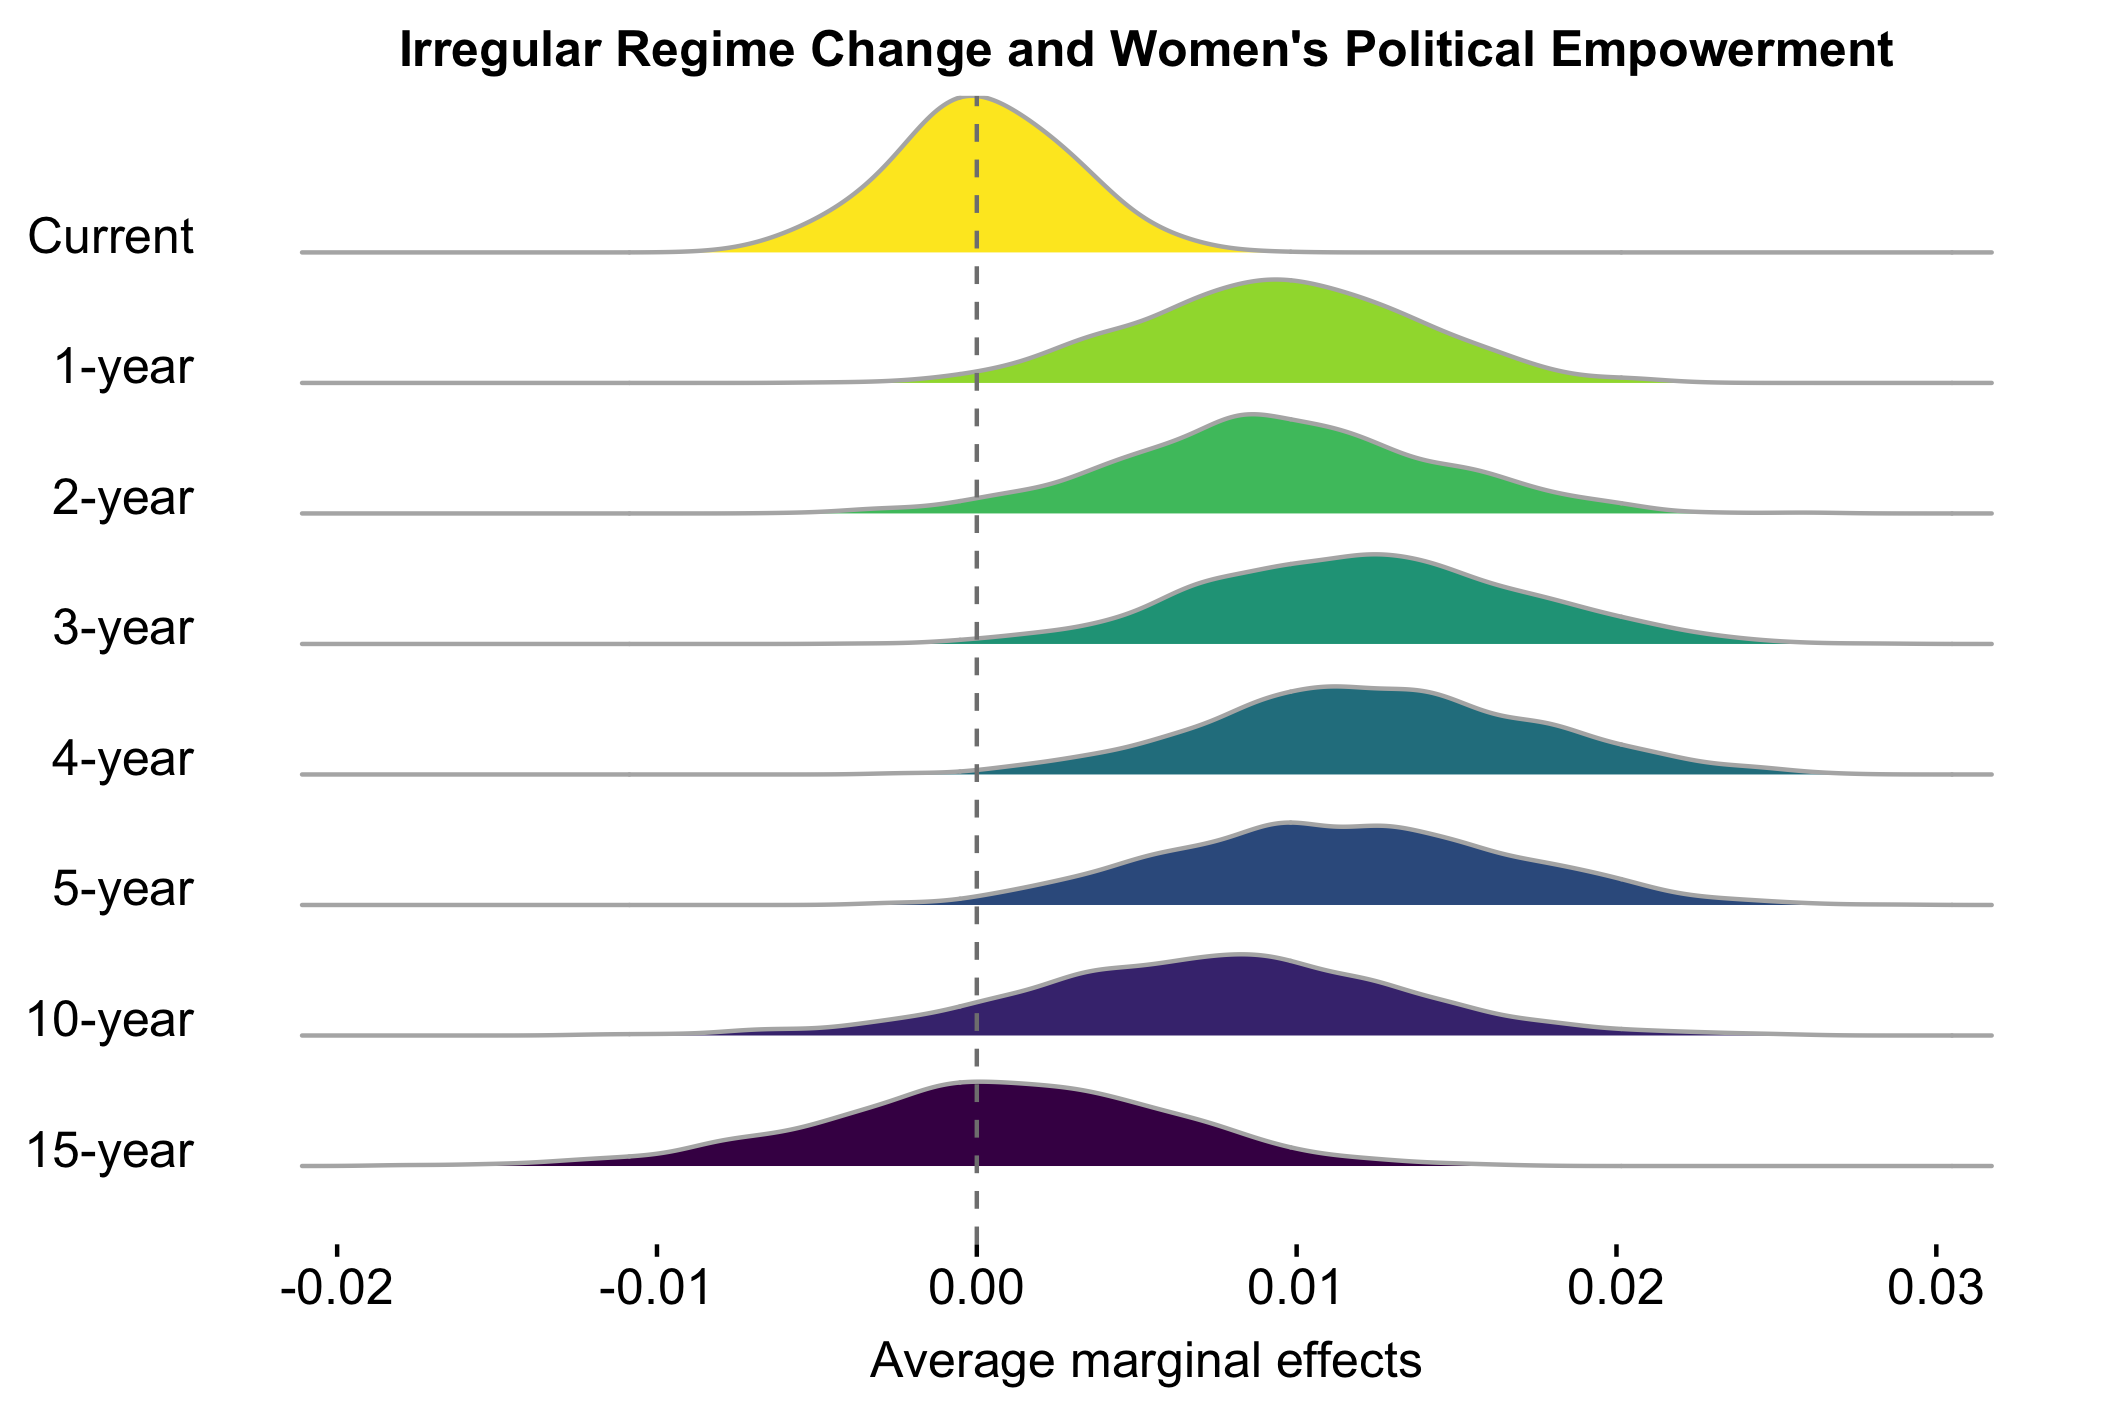 Irregular Regime Change and Women's Political Empowerment
Current
1-year
2-year
3-year
4-year
5-year
10-year
15-year
-0.02 -0.01 0.00 0.01 0.02 0.03
Average marginal effects